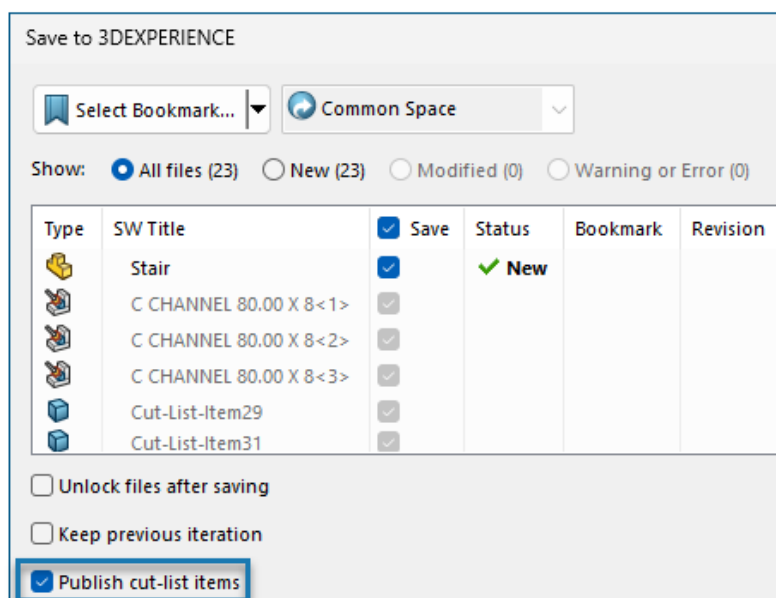 Save to 3DEXPERIENCE
Select Bookmark... Common Space
Show: All files (23) New (23) Modified (0) Warning or Error (0)
Type SW Title Save Status Bookmark Revision
Stair New
C CHANNEL 80.00 X 8<1>
C CHANNEL 80.00 X 8<2>
C CHANNEL 80.00 X 8<3>
Cut-List-Item29
Cut-List-Item31
Unlock files after saving
Keep previous iteration
Publish cut-list items